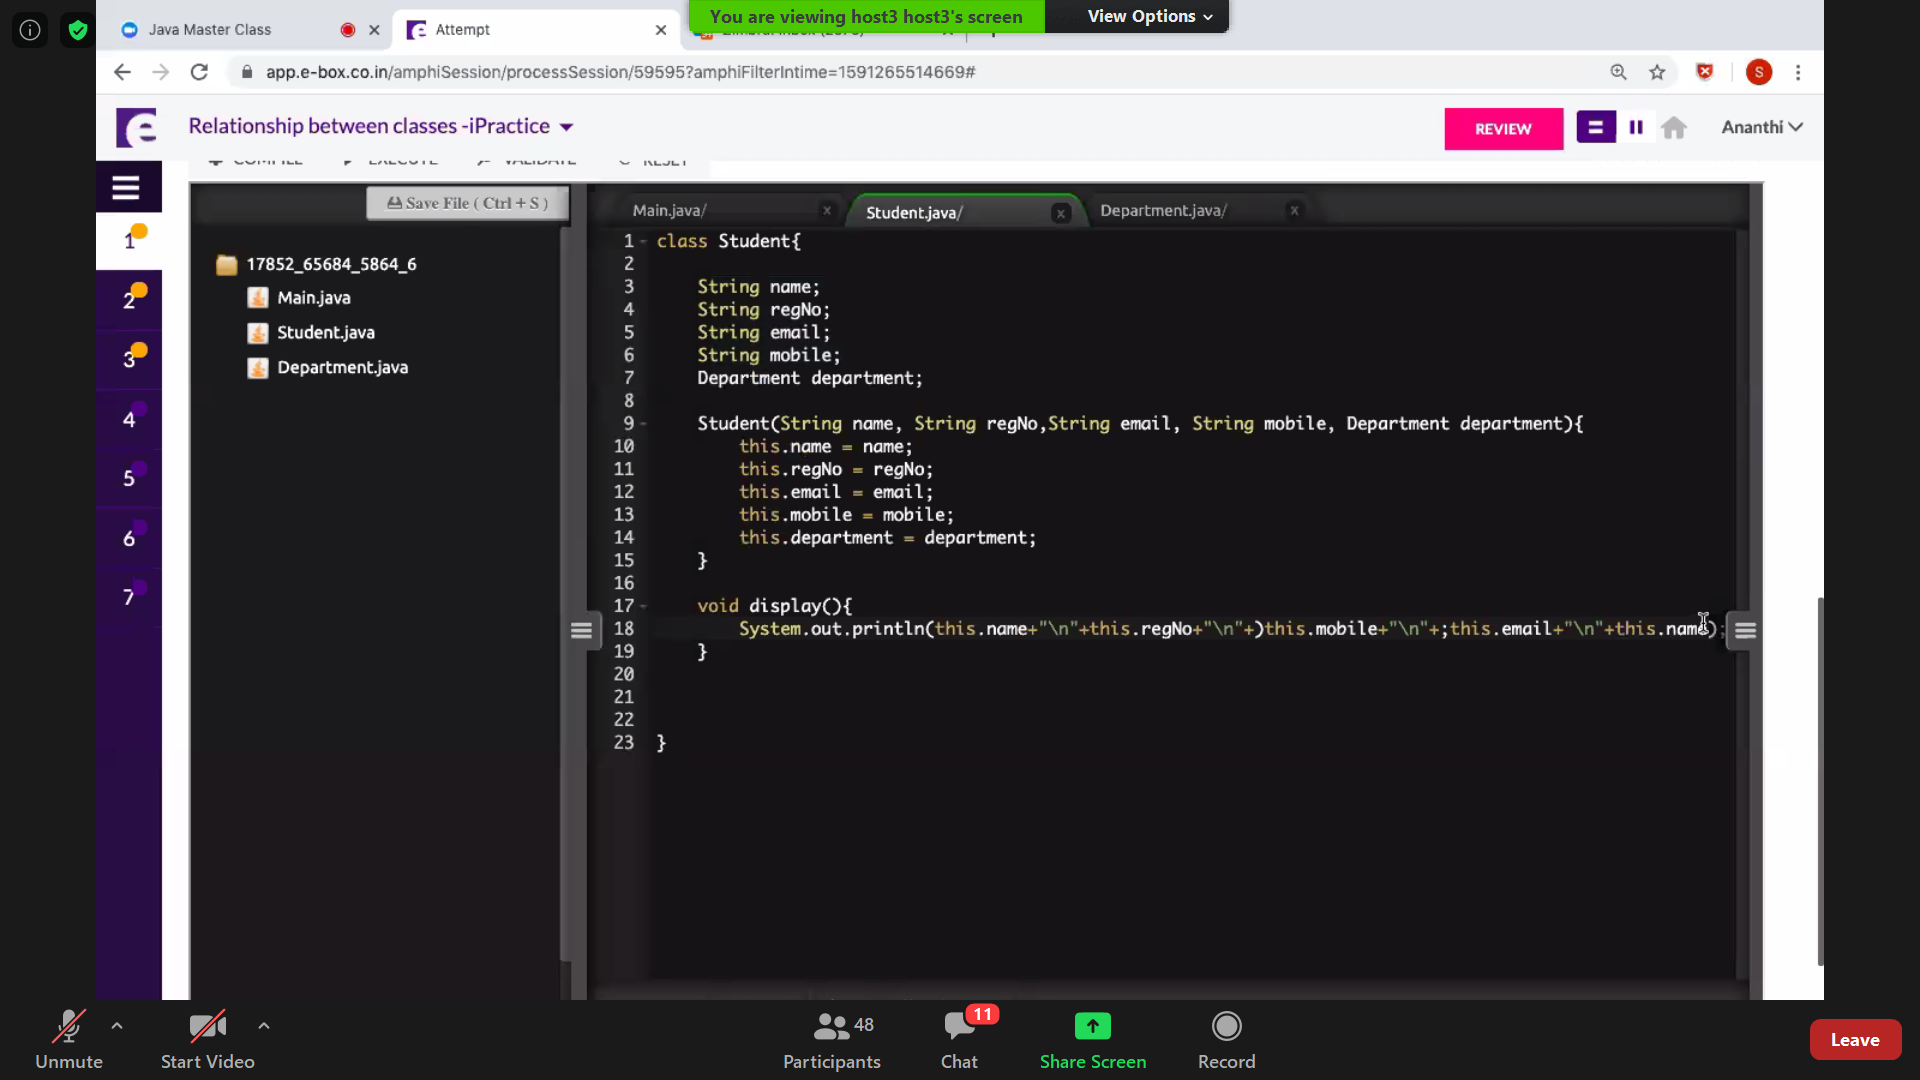 Java Master Class
Attempt
You are viewing host3 host3's screen
View Options
app.e-box.co.in/amphiSession/processSession/59595?amphiFilterIntime=1591265514669#
S
Relationship between classes -iPractice
REVIEW
Ananthi
COMPILE EXECUTE VALIDATE RESET
Save File ( Ctrl + S )
Main.java/ x
Student.java/ x
Department.java/ x
1
2
3
4
5
6
7
17852_65684_5864_6
Main.java
Student.java
Department.java
1 class Student{
2
3 String name;
4 String regNo;
5 String email;
6 String mobile;
7 Department department;
8
9 Student(String name, String regNo,String email, String mobile, Department department){
10 this.name = name;
11 this.regNo = regNo;
12 this.email = email;
13 this.mobile = mobile;
14 this.department = department;
15 }
16
17 void display(){
18 System.out.println(this.name+"\n"+this.regNo+"\n"+)this.mobile+"\n"+;this.email+"\n"+this.name);
19 }
20
21
22
23 }
Unmute
Start Video
48
Participants
11
Chat
Share Screen
Record
Leave